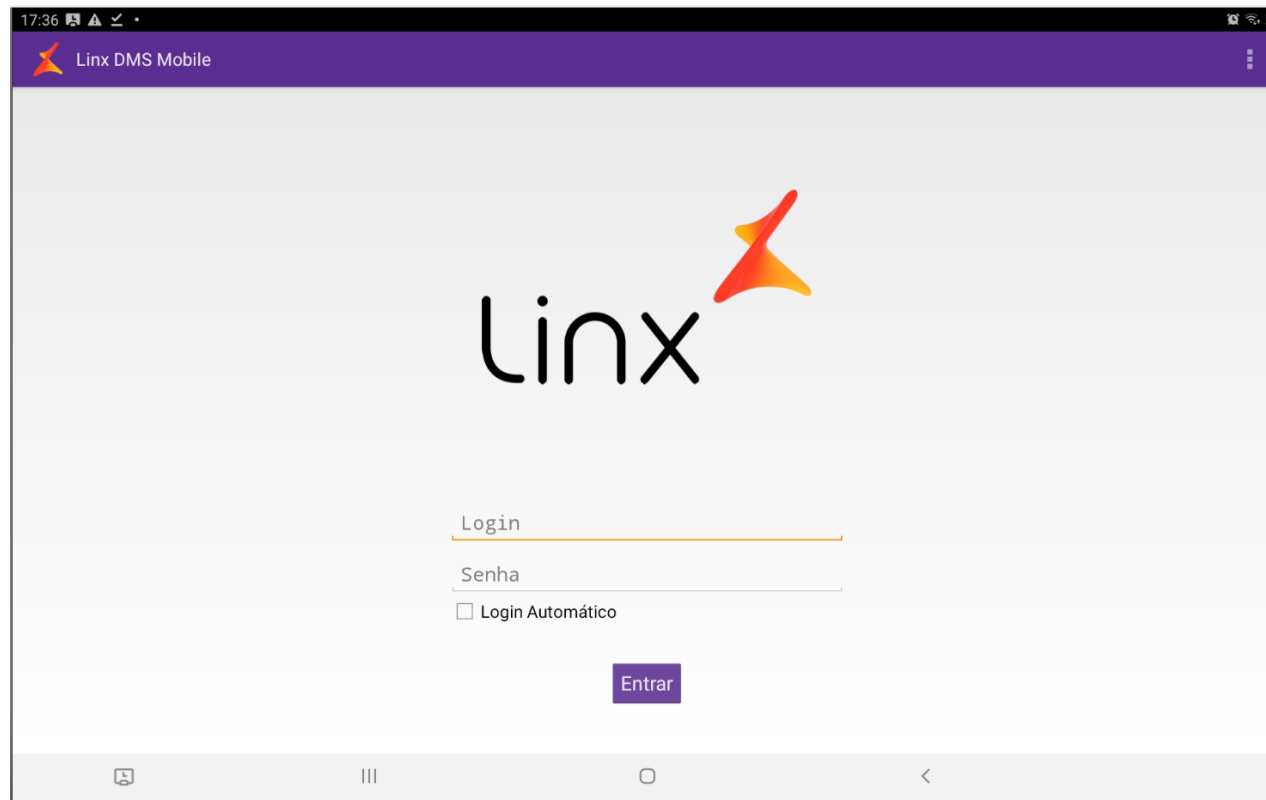 17:36
Linx DMS Mobile
Linx
Login
Senha
Login Automático
Entrar